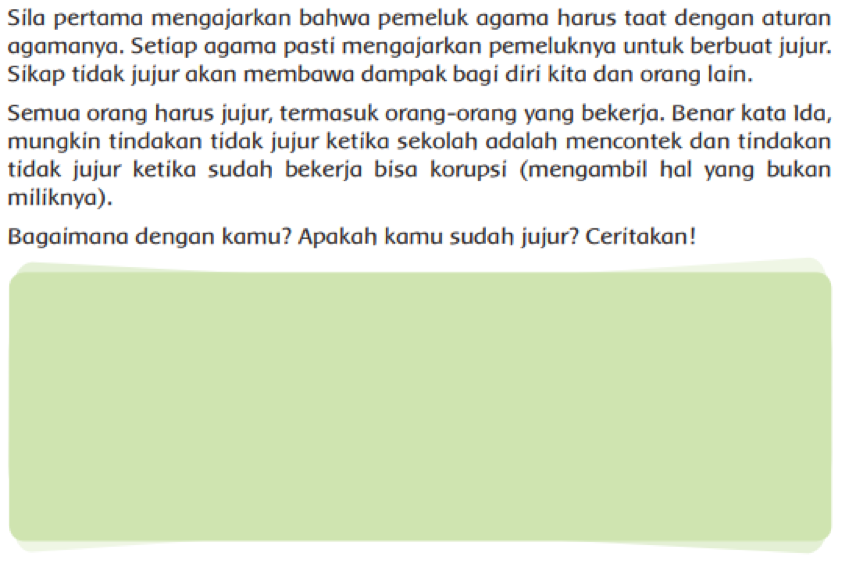 Sila pertama mengajarkan bahwa pemeluk agama harus taat dengan aturan
agamanya. Setiap agama pasti mengajarkan pemeluknya untuk berbuat jujur.
Sikap tidak jujur akan membawa dampak bagi diri kita dan orang lain.
Semua orang harus jujur, termasuk orang-orang yang bekerja. Benar kata Ida,
mungkin tindakan tidak jujur ketika sekolah adalah mencontek dan tindakan
tidak jujur ketika sudah bekerja bisa korupsi (mengambil hal yang bukan
miliknya).
Bagaimana dengan kamu? Apakah kamu sudah jujur? Ceritakan!